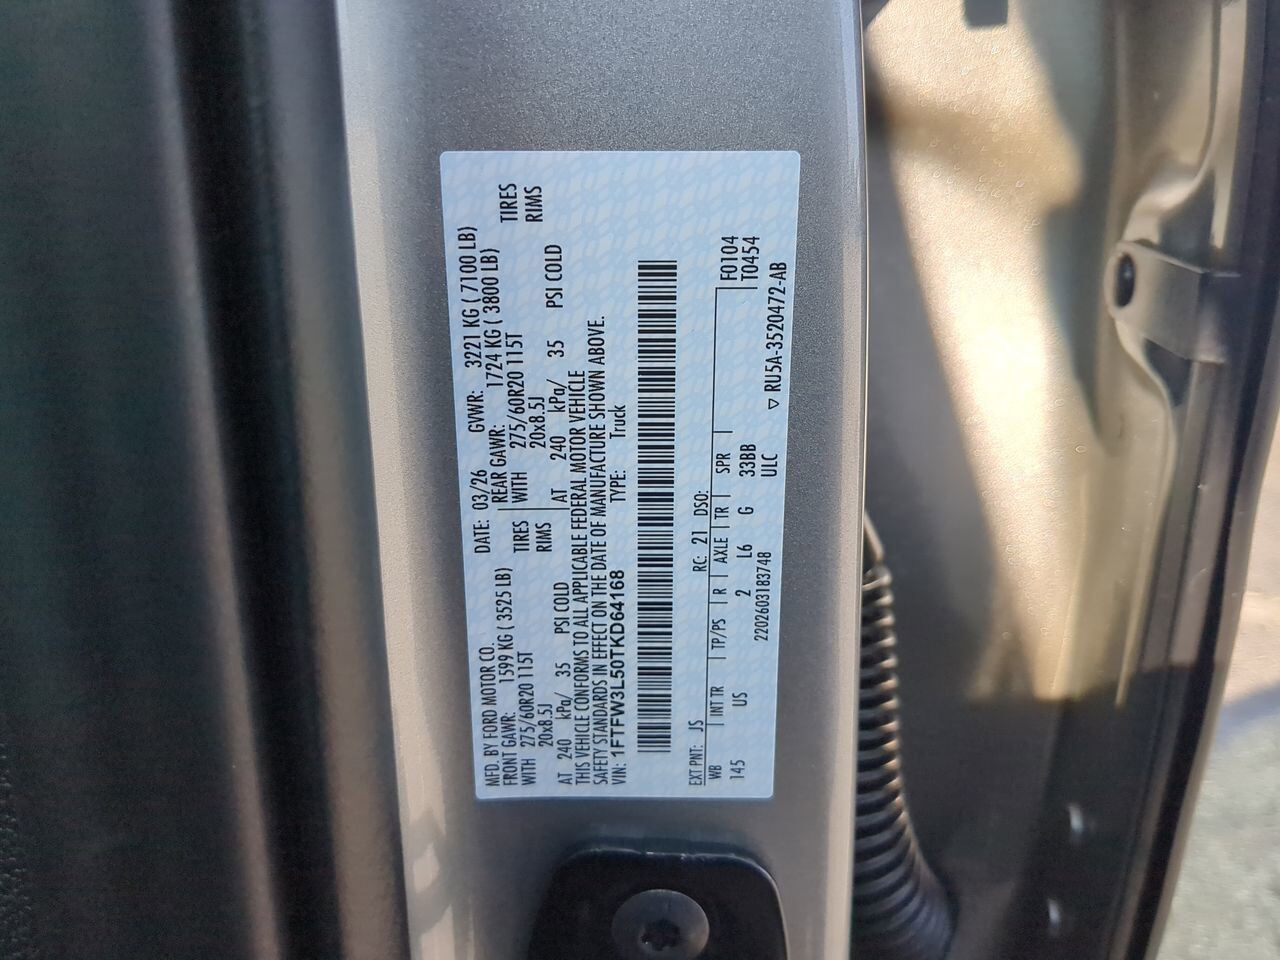 MFD. BY FORD MOTOR CO.
DATE: 03/26 GVWR: 3221 KG ( 7100 LB)
FRONT GAWR: 1599 KG ( 3525 LB) REAR GAWR: 1724 KG ( 3800 LB)
WITH 275/60R20 115T TIRES WITH 275/60R20 115T TIRES
20x8.5J RIMS 20x8.5J RIMS
AT 240 kPa/ 35 PSI COLD AT 240 kPa/ 35 PSI COLD
THIS VEHICLE CONFORMS TO ALL APPLICABLE FEDERAL MOTOR VEHICLE
SAFETY STANDARDS IN EFFECT ON THE DATE OF MANUFACTURE SHOWN ABOVE.
VIN: 1FTFW3L50TKD64168 TYPE: Truck
EXT PNT: JS RC: 21 DSO:
WB INT TR TP/PS R AXLE TR SPR F0104
145 US 2 L6 G 33BB T0454
2202603183748 ULC ▽ RU5A-3520472-AB